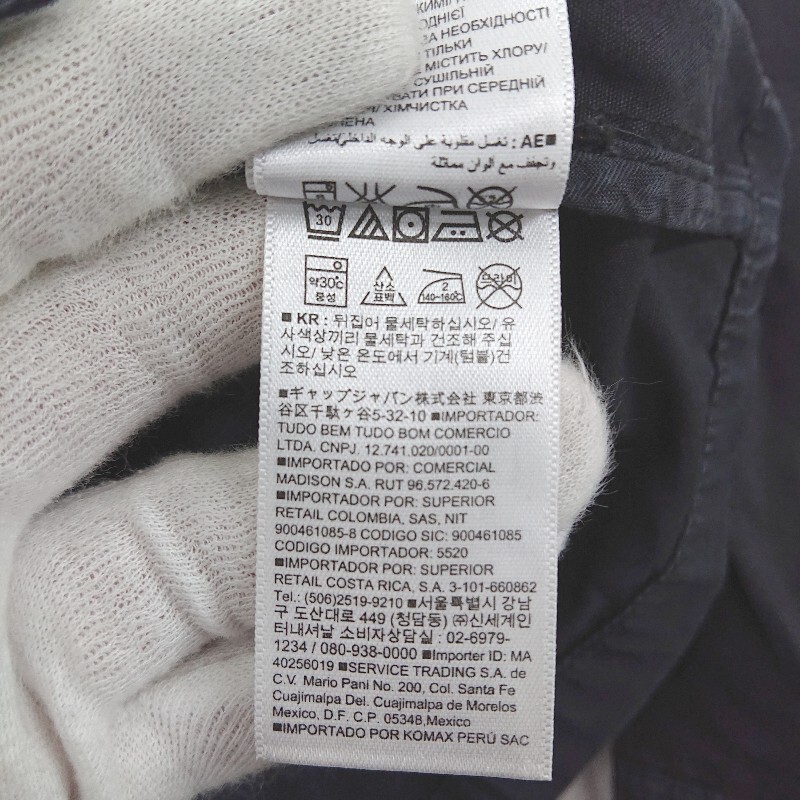 ОДНІЄЇ
ЗА НЕОБХІДНОСТІ
ТІЛЬКИ
МІСТИТЬ ХЛОРУ/
СУШИЛЬНІЙ
ПРИ СЕРЕДНІЙ
ХІМЧИСТКА
AE : تغسل مقلوبة على الوجه الداخلي/تغسل
وتجفف مع الوان مماثلة
30
약30℃ 중성
산소 표백
2 140~160℃
드라이
■ KR : 뒤집어 물세탁하십시오/ 유
사색상끼리 물세탁과 건조해 주십
시오/ 낮은 온도에서 기계(텀블)건
조하십시오
■ギャップジャパン株式会社 東京都渋
谷区千駄ヶ谷5-32-10 ■IMPORTADOR:
TUDO BEM TUDO BOM COMERCIO
LTDA. CNPJ. 12.741.020/0001-00
■IMPORTADO POR: COMERCIAL
MADISON S.A. RUT 96.572.420-6
■IMPORTADOR POR: SUPERIOR
RETAIL COLOMBIA, SAS, NIT
900461085-8 CODIGO SIC: 900461085
CODIGO IMPORTADOR: 5520
■IMPORTADOR POR: SUPERIOR
RETAIL COSTA RICA, S.A. 3-101-660862
Tel.: (506)2519-9210 ■서울특별시 강남
구 도산대로 449 (청담동) ㈜신세계인
터내셔날 소비자상담실 : 02-6979-
1234 / 080-938-0000 ■Importer ID: MA
40256019 ■SERVICE TRADING S.A. de
C.V. Mario Pani No. 200, Col. Santa Fe
Cuajimalpa Del. Cuajimalpa de Morelos
Mexico, D.F. C.P. 05348,Mexico
■IMPORTADO POR KOMAX PERÚ SAC